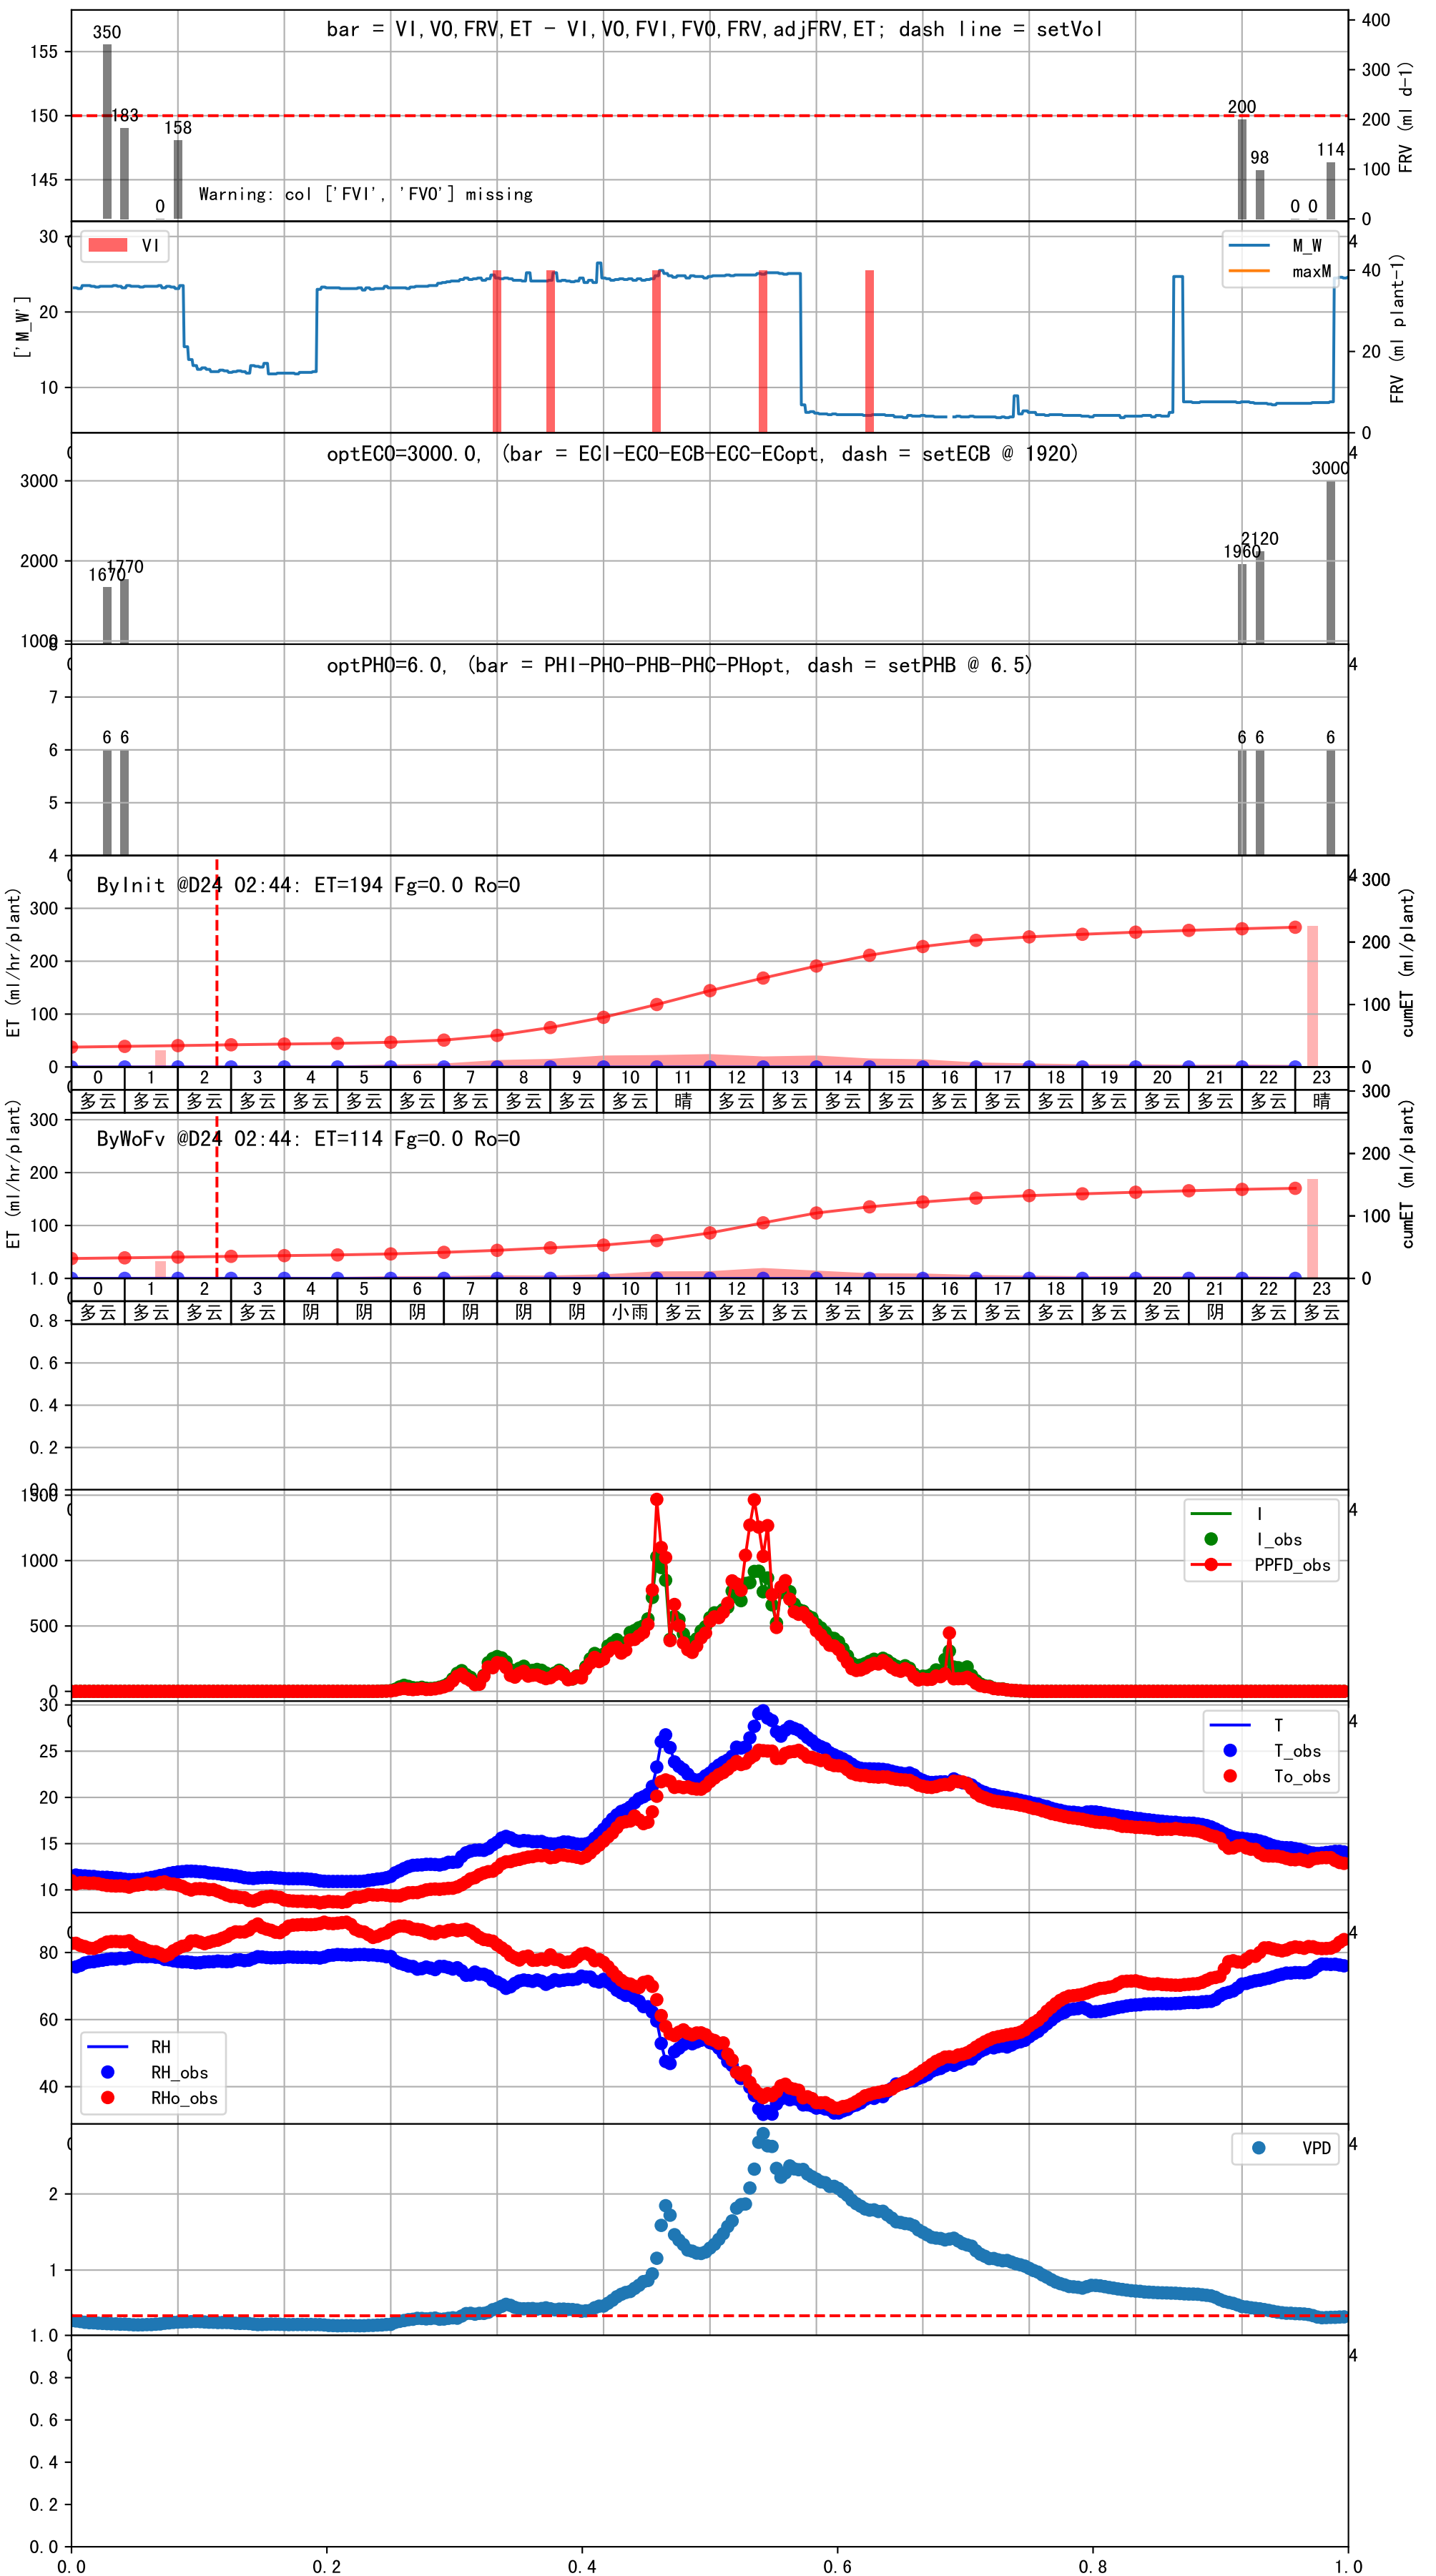 bar = VI,VO,FRV,ET - VI,VO,FVI,FVO,FRV,adjFRV,ET; dash line = setVol
350
183
0
158
200
98
0
0
114
Warning: col ['FVI', 'FVO'] missing
155
150
145
400
300
200
100
0
FRV (ml d-1)
VI
M_W
maxM
30
20
10
['M_W']
40
20
0
FRV (ml plant-1)
4
optECO=3000.0, (bar = ECI-ECO-ECB-ECC-ECopt, dash = setECB @ 1920)
3000
2000
1000
1670
1770
1960
2120
3000
4
optPHO=6.0, (bar = PHI-PHO-PHB-PHC-PHopt, dash = setPHB @ 6.5)
7
6
5
4
6
6
6
6
6
4
ByInit @D24 02:44: ET=194 Fg=0.0 Ro=0
ET (ml/hr/plant)
300
200
100
0
300
200
100
0
cumET (ml/plant)
0 1 2 3 4 5 6 7 8 9 10 11 12 13 14 15 16 17 18 19 20 21 22 23
多云 多云 多云 多云 多云 多云 多云 多云 多云 多云 多云 晴 多云 多云 多云 多云 多云 多云 多云 多云 多云 多云 多云 晴
ByWoFv @D24 02:44: ET=114 Fg=0.0 Ro=0
ET (ml/hr/plant)
300
200
100
300
200
100
0
cumET (ml/plant)
0 1 2 3 4 5 6 7 8 9 10 11 12 13 14 15 16 17 18 19 20 21 22 23
多云 多云 多云 多云 阴 阴 阴 阴 阴 阴 小雨 多云 多云 多云 多云 多云 多云 多云 多云 多云 多云 阴 多云 多云
1.0
0.8
0.6
0.4
0.2
1500
1000
500
0
I
I_obs
PPFD_obs
4
30
25
20
15
10
T
T_obs
To_obs
4
80
60
40
RH
RH_obs
RHo_obs
4
2
1
VPD
4
1.0
0.8
0.6
0.4
0.2
0.0
4
0.0 0.2 0.4 0.6 0.8 1.0